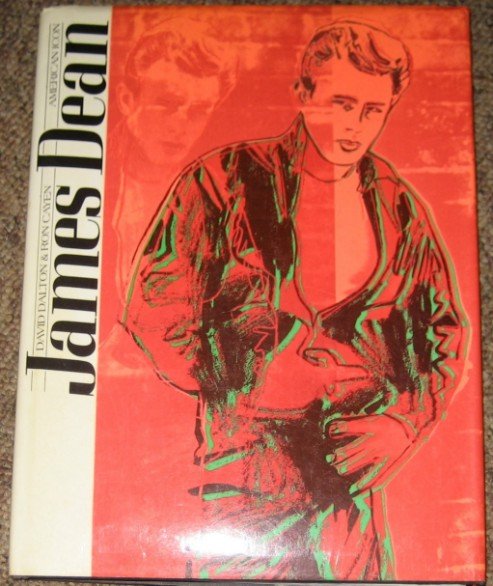 DAVID DALTON & RON CAYEN AMERICAN ICON
James Dean